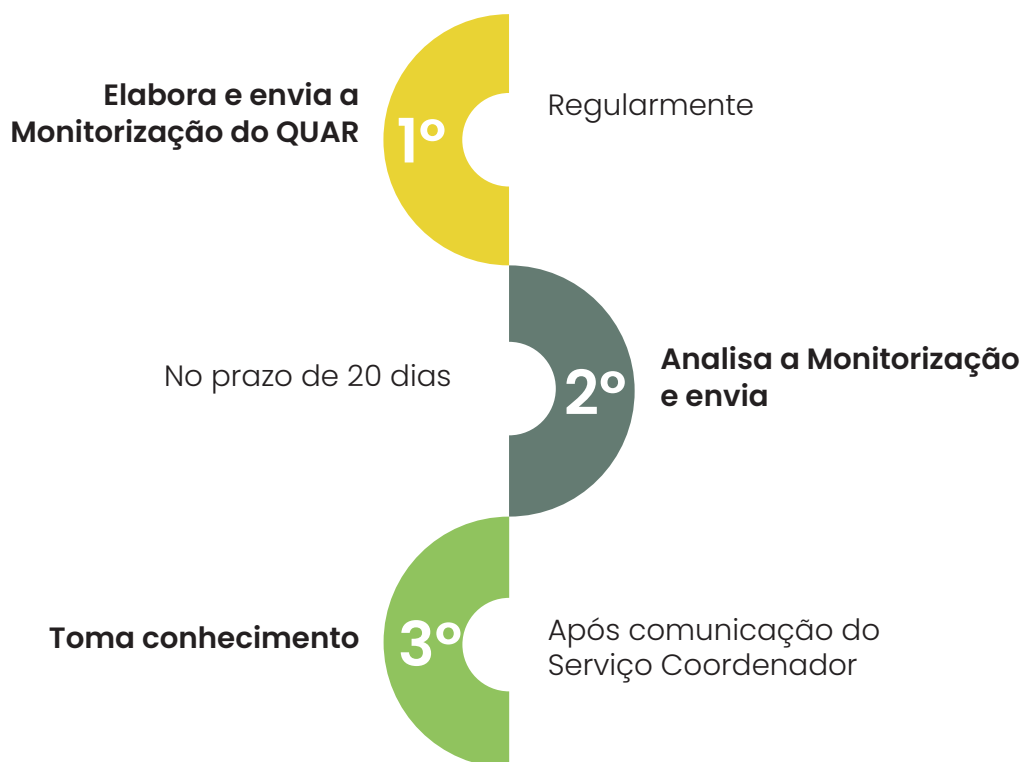 Elabora e envia a
Monitorização do QUAR
1º
Regularmente
No prazo de 20 dias
2º
Analisa a Monitorização
e envia
Toma conhecimento
3º
Após comunicação do
Serviço Coordenador